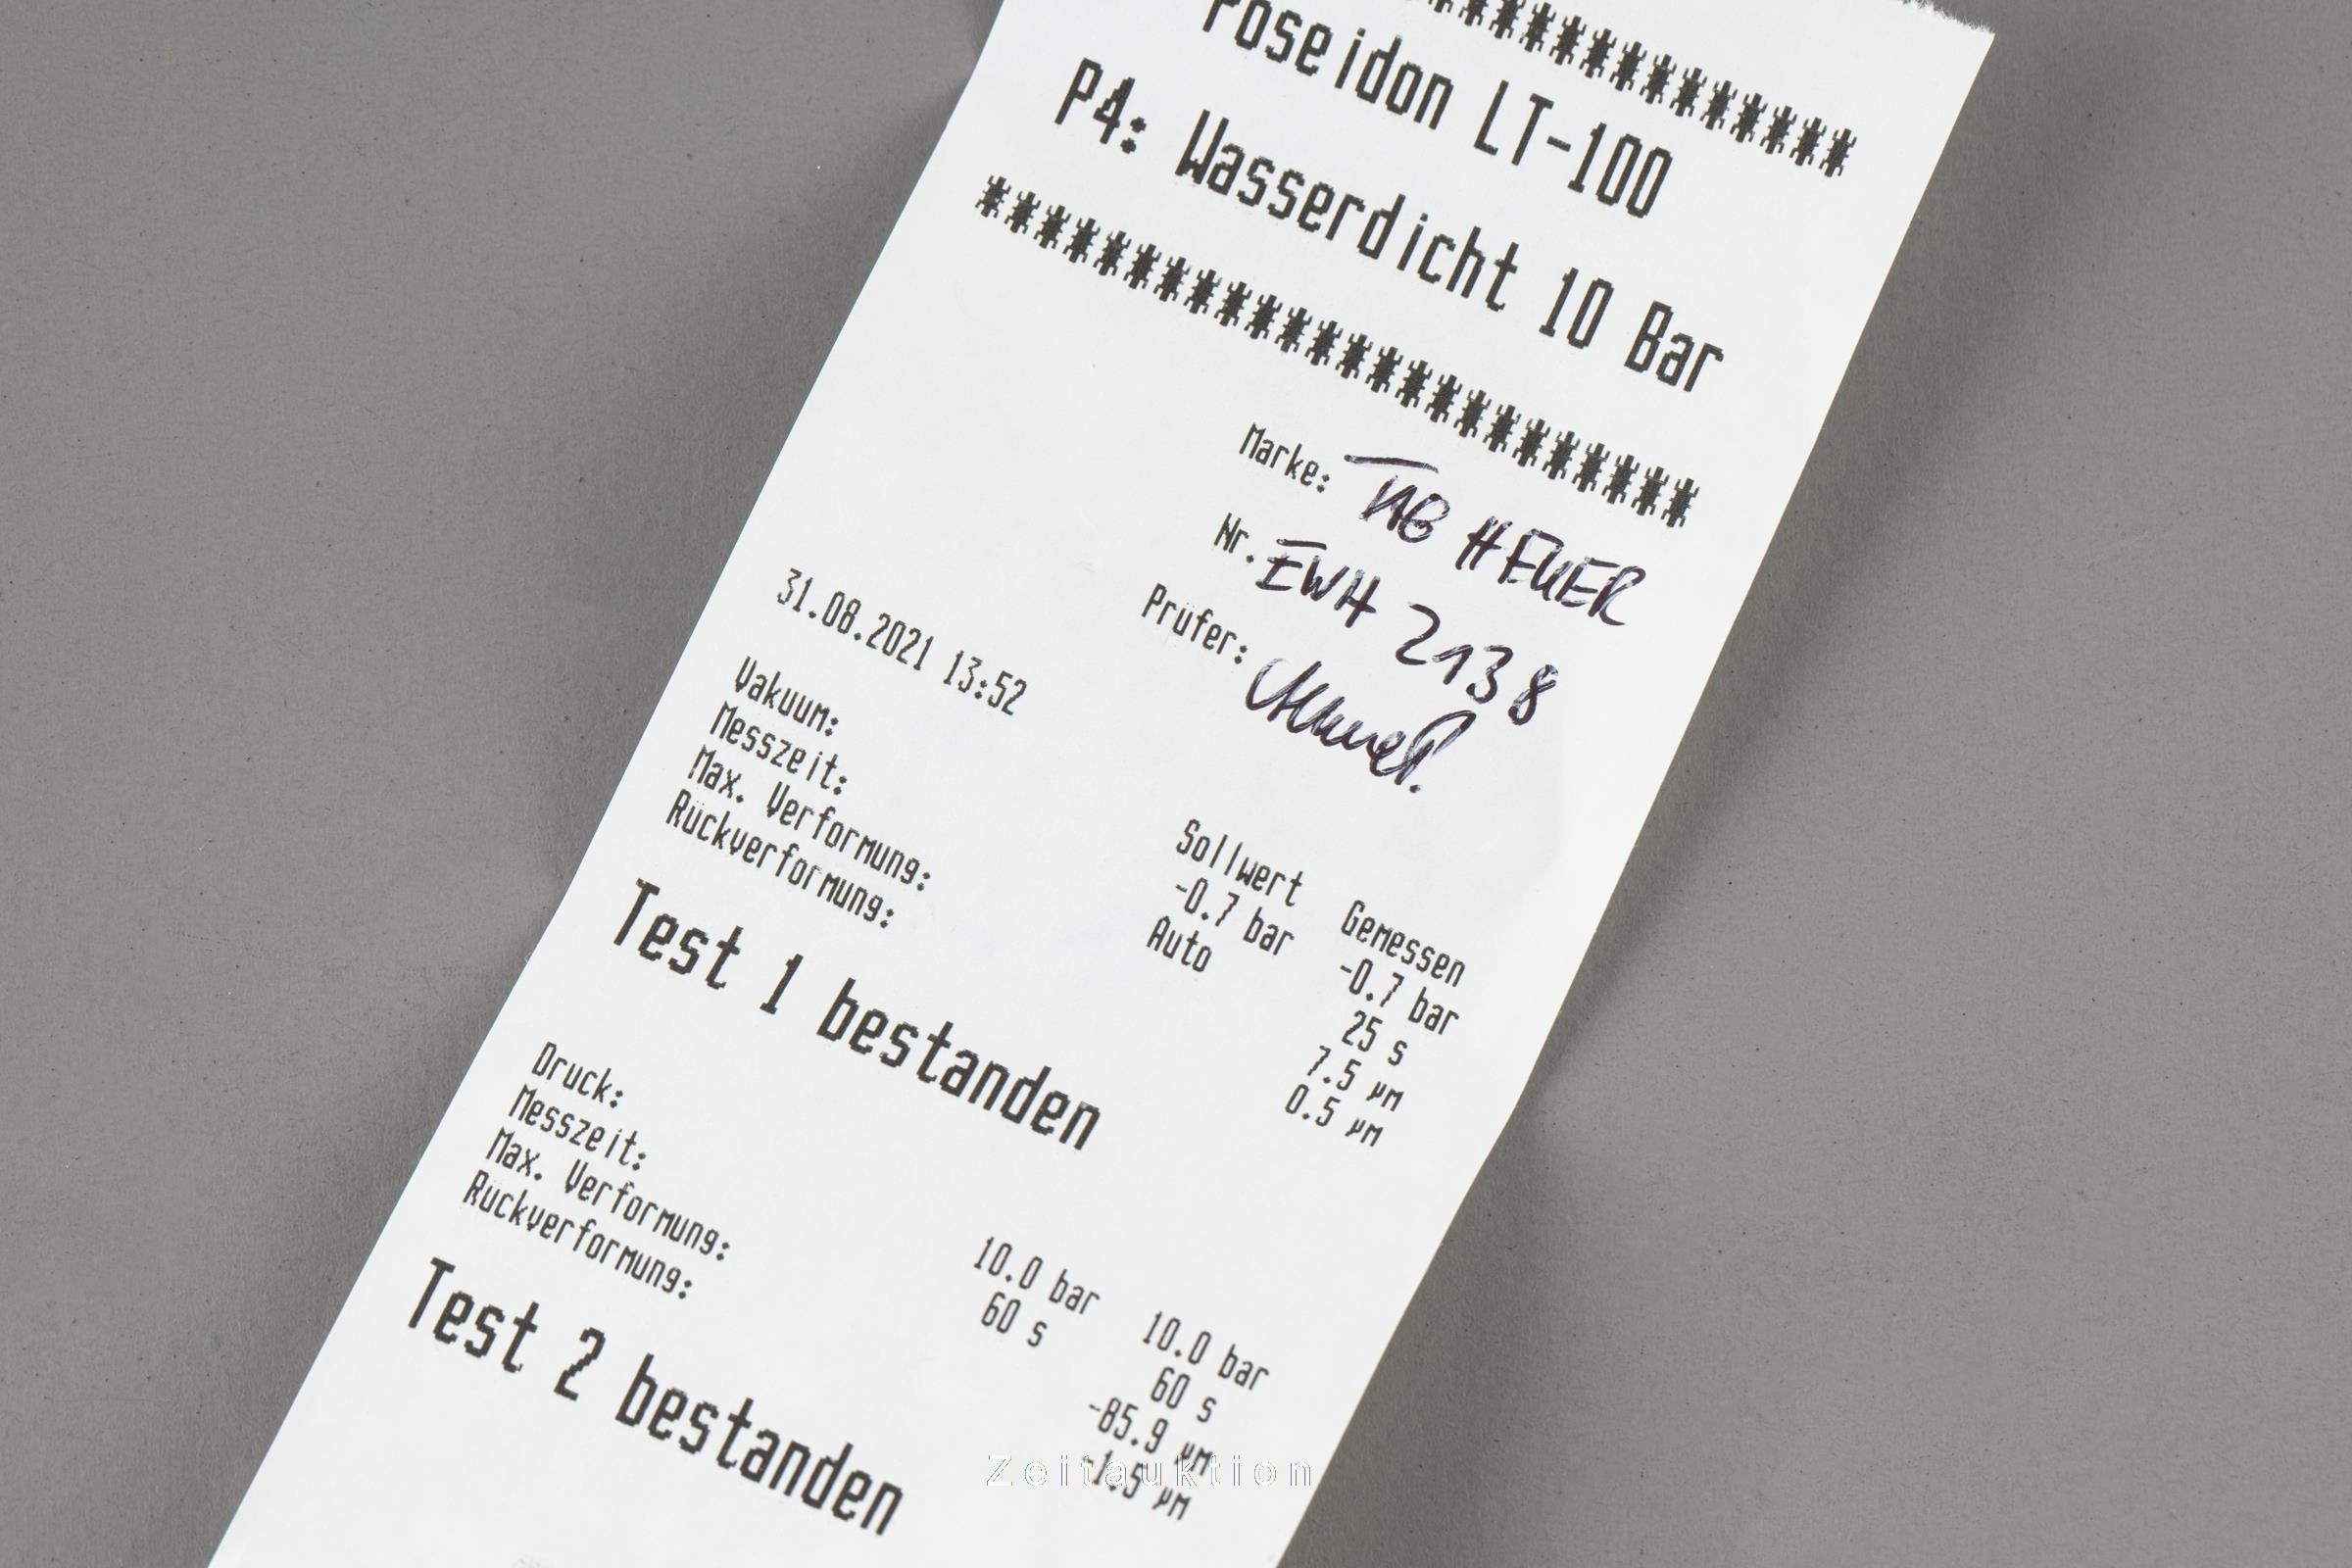 ************************
Poseidon LT-100
P4: Wasserdicht 10 Bar
************************
Marke: TAG HEUER
Nr. EWH 2138
Prüfer:
31.08.2021 13:52
Sollwert Gemessen
Vakuum: -0.7 bar -0.7 bar
Messzeit: Auto 25 s
Max. Verformung: 7.5 µm
Rückverformung: 0.5 µm
Test 1 bestanden
Druck: 10.0 bar 10.0 bar
Messzeit: 60 s 60 s
Max. Verformung: -85.9 µm
Rückverformung: -1.5 µm
Test 2 bestanden
Zeitauktion